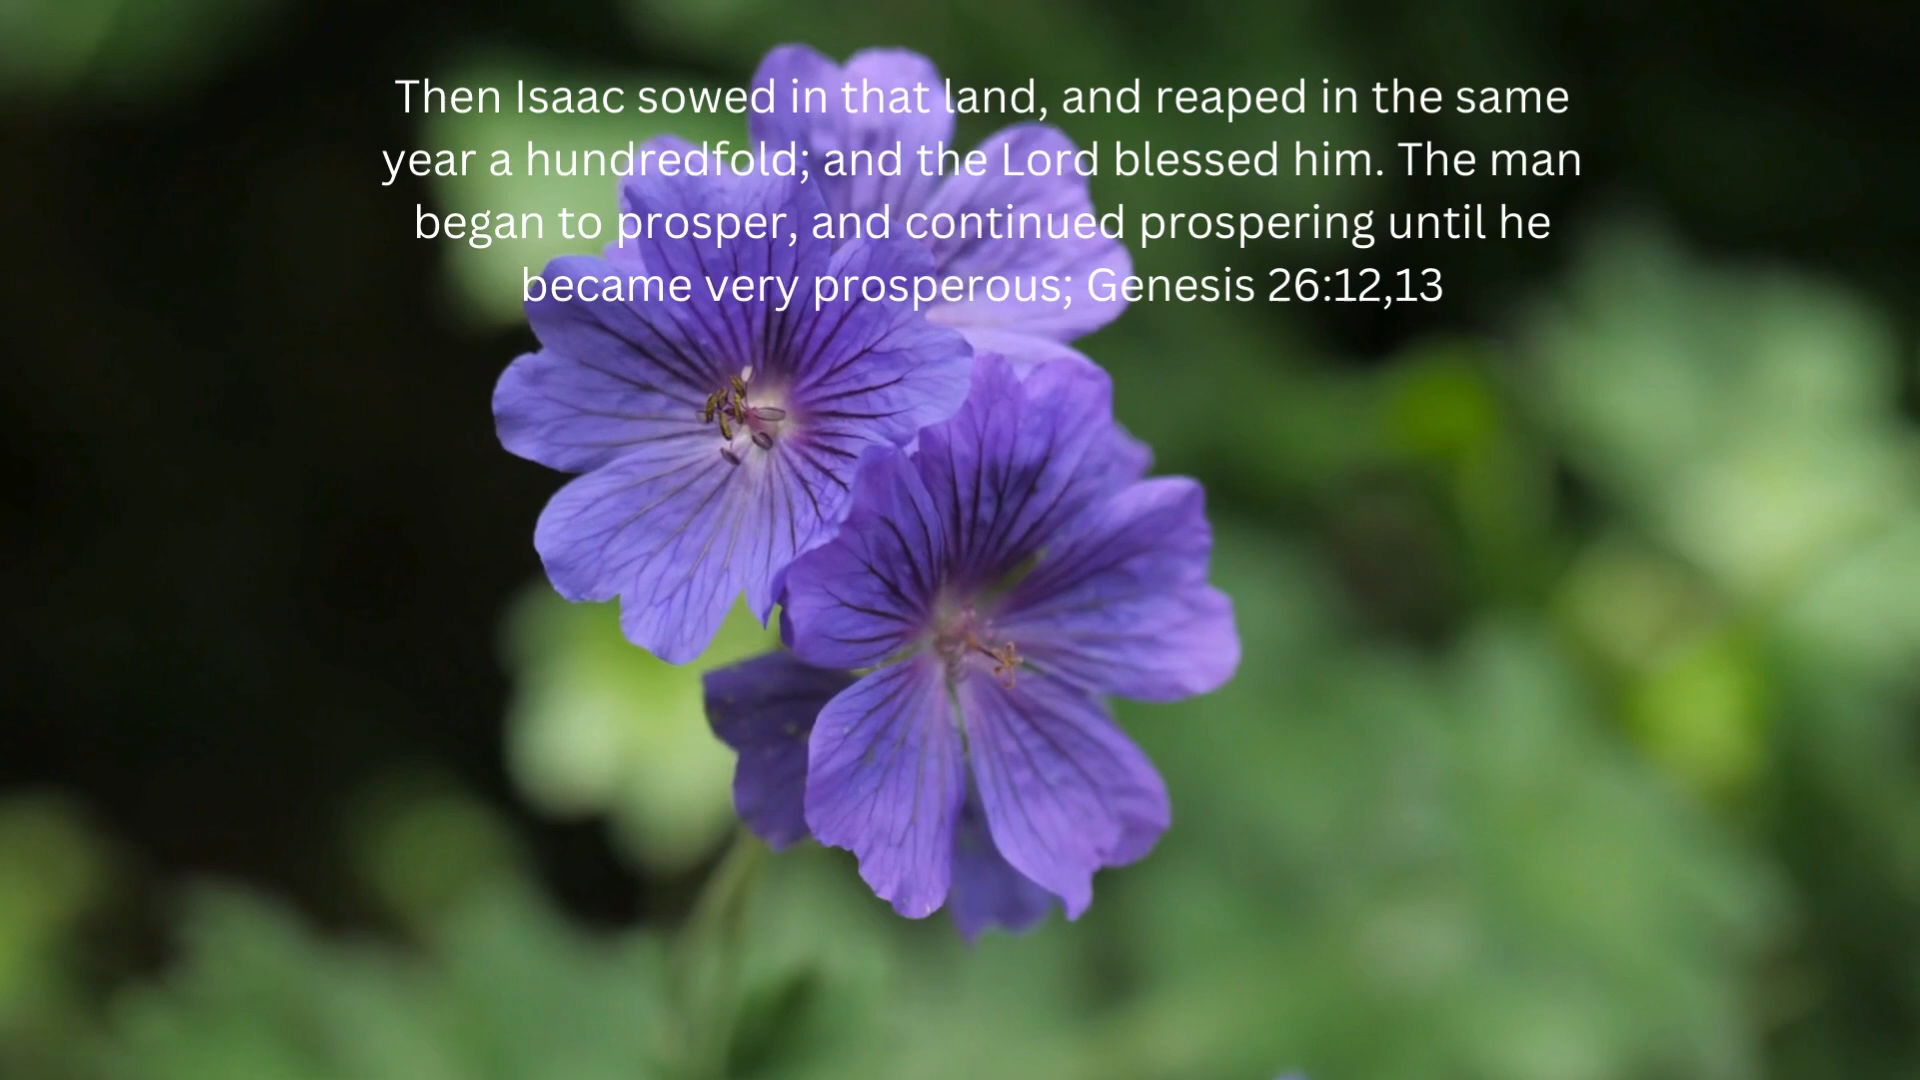 Then Isaac sowed in that land, and reaped in the same
year a hundredfold; and the Lord blessed him. The man
began to prosper, and continued prospering until he
became very prosperous; Genesis 26:12,13